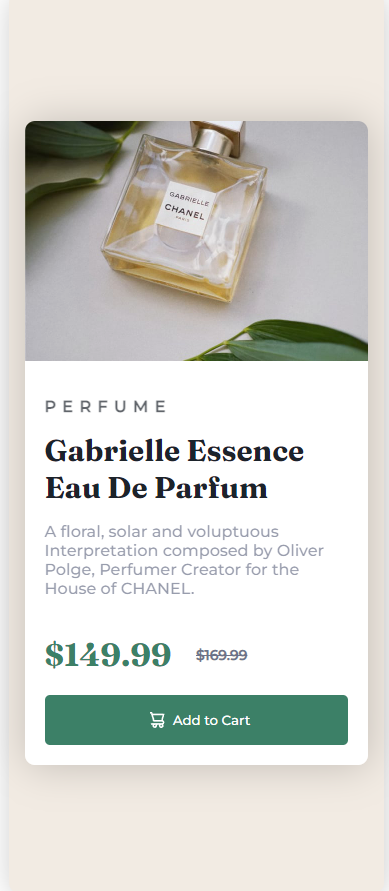 GABRIELLE
CHANEL
PARIS
PERFUME
Gabrielle Essence
Eau De Parfum
A floral, solar and voluptuous
Interpretation composed by Oliver
Polge, Perfumer Creator for the
House of CHANEL.
$149.99 $169.99
Add to Cart